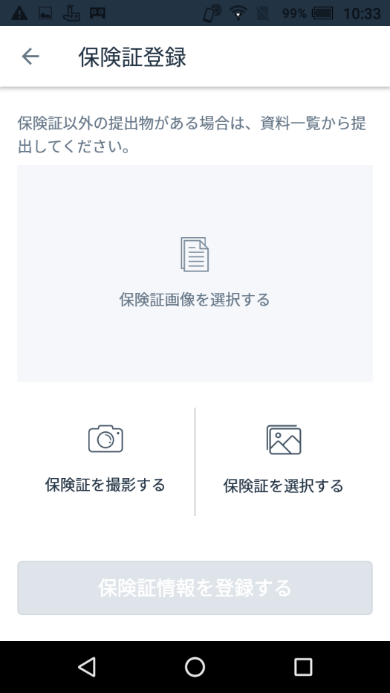 99% 10:33
保険証登録
保険証以外の提出物がある場合は、資料一覧から提
出してください。
保険証画像を選択する
保険証を撮影する
保険証を選択する
保険証情報を登録する